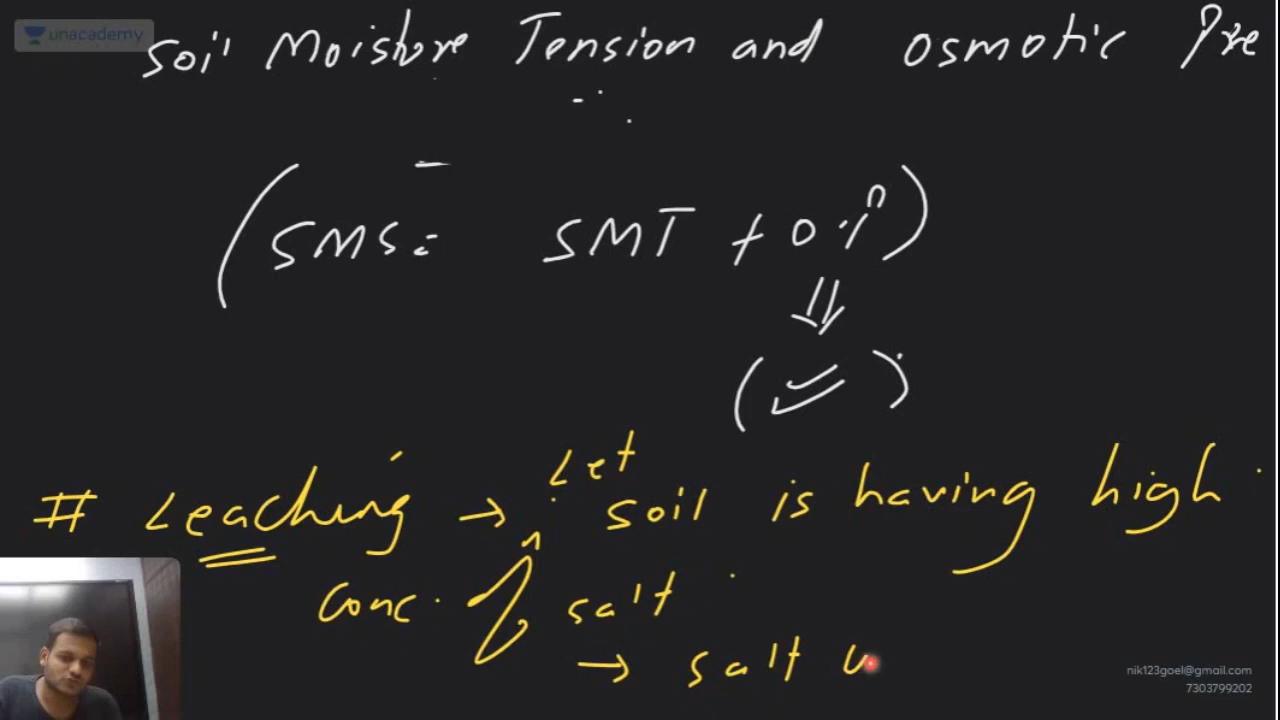 unacademy
Soil Moisture Tension and Osmotic Pre
(SMS = SMT + O.P)
# Leaching → Let soil is having high
conc. of salt
→ salt
nik123goel@gmail.com
7303799202